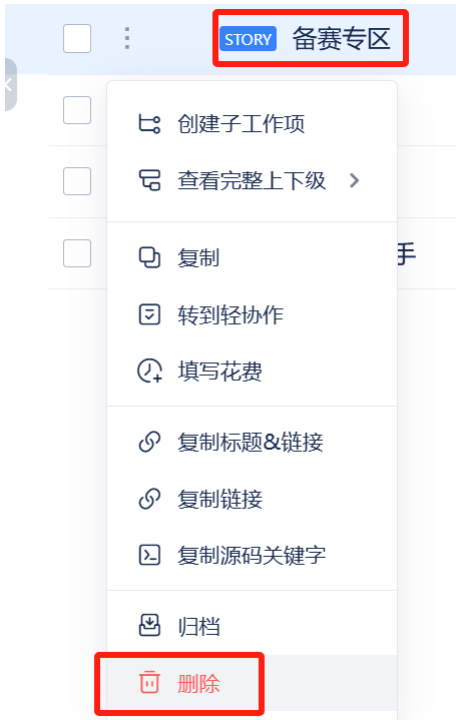 STORY 备赛专区
创建子工作项
查看完整上下级
复制
手
转到轻协作
填写花费
复制标题&链接
复制链接
复制源码关键字
归档
删除